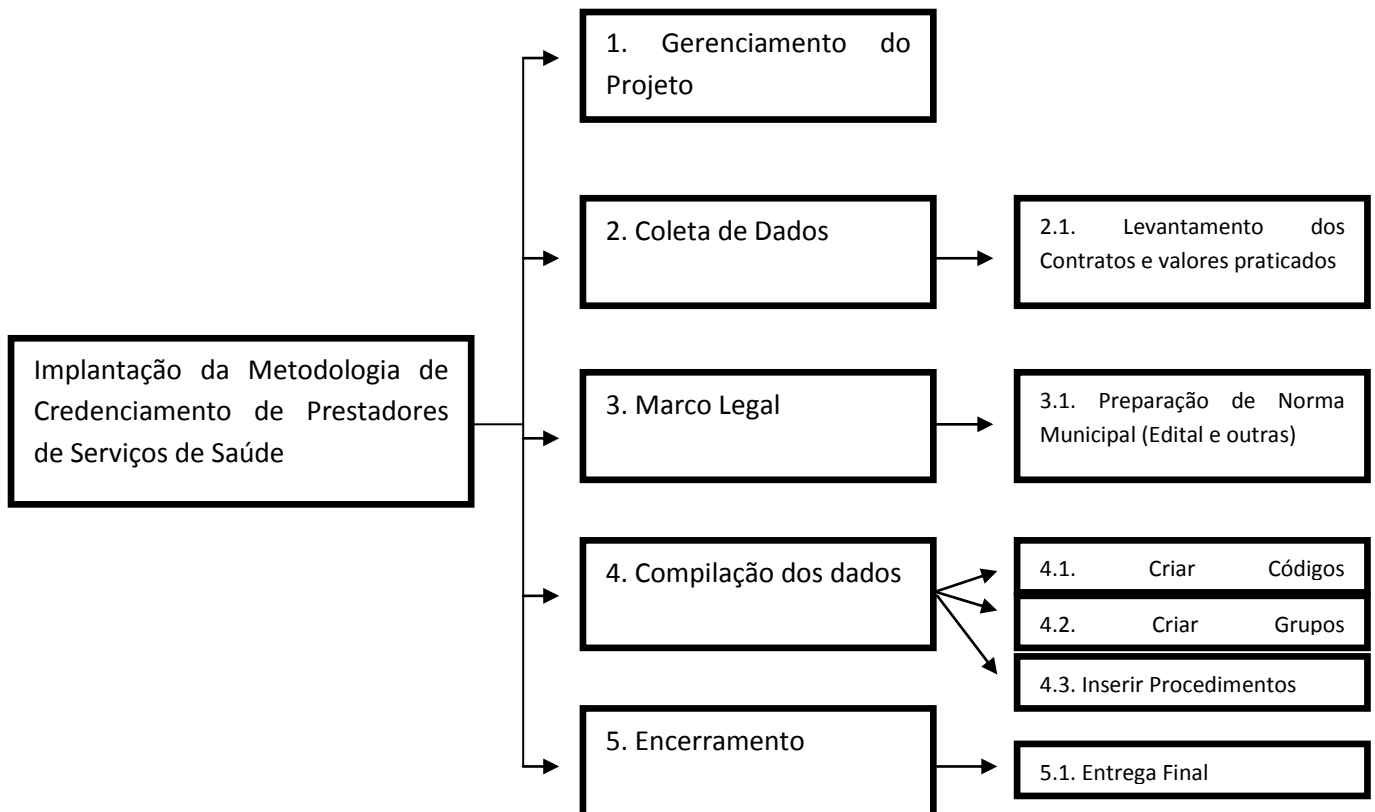 1. Gerenciamento do
Projeto
2. Coleta de Dados
2.1. Levantamento dos
Contratos e valores praticados
Implantação da Metodologia de
Credenciamento de Prestadores
de Serviços de Saúde
3. Marco Legal
3.1. Preparação de Norma
Municipal (Edital e outras)
4. Compilação dos dados
4.1. Criar Códigos
4.2. Criar Grupos
4.3. Inserir Procedimentos
5. Encerramento
5.1. Entrega Final